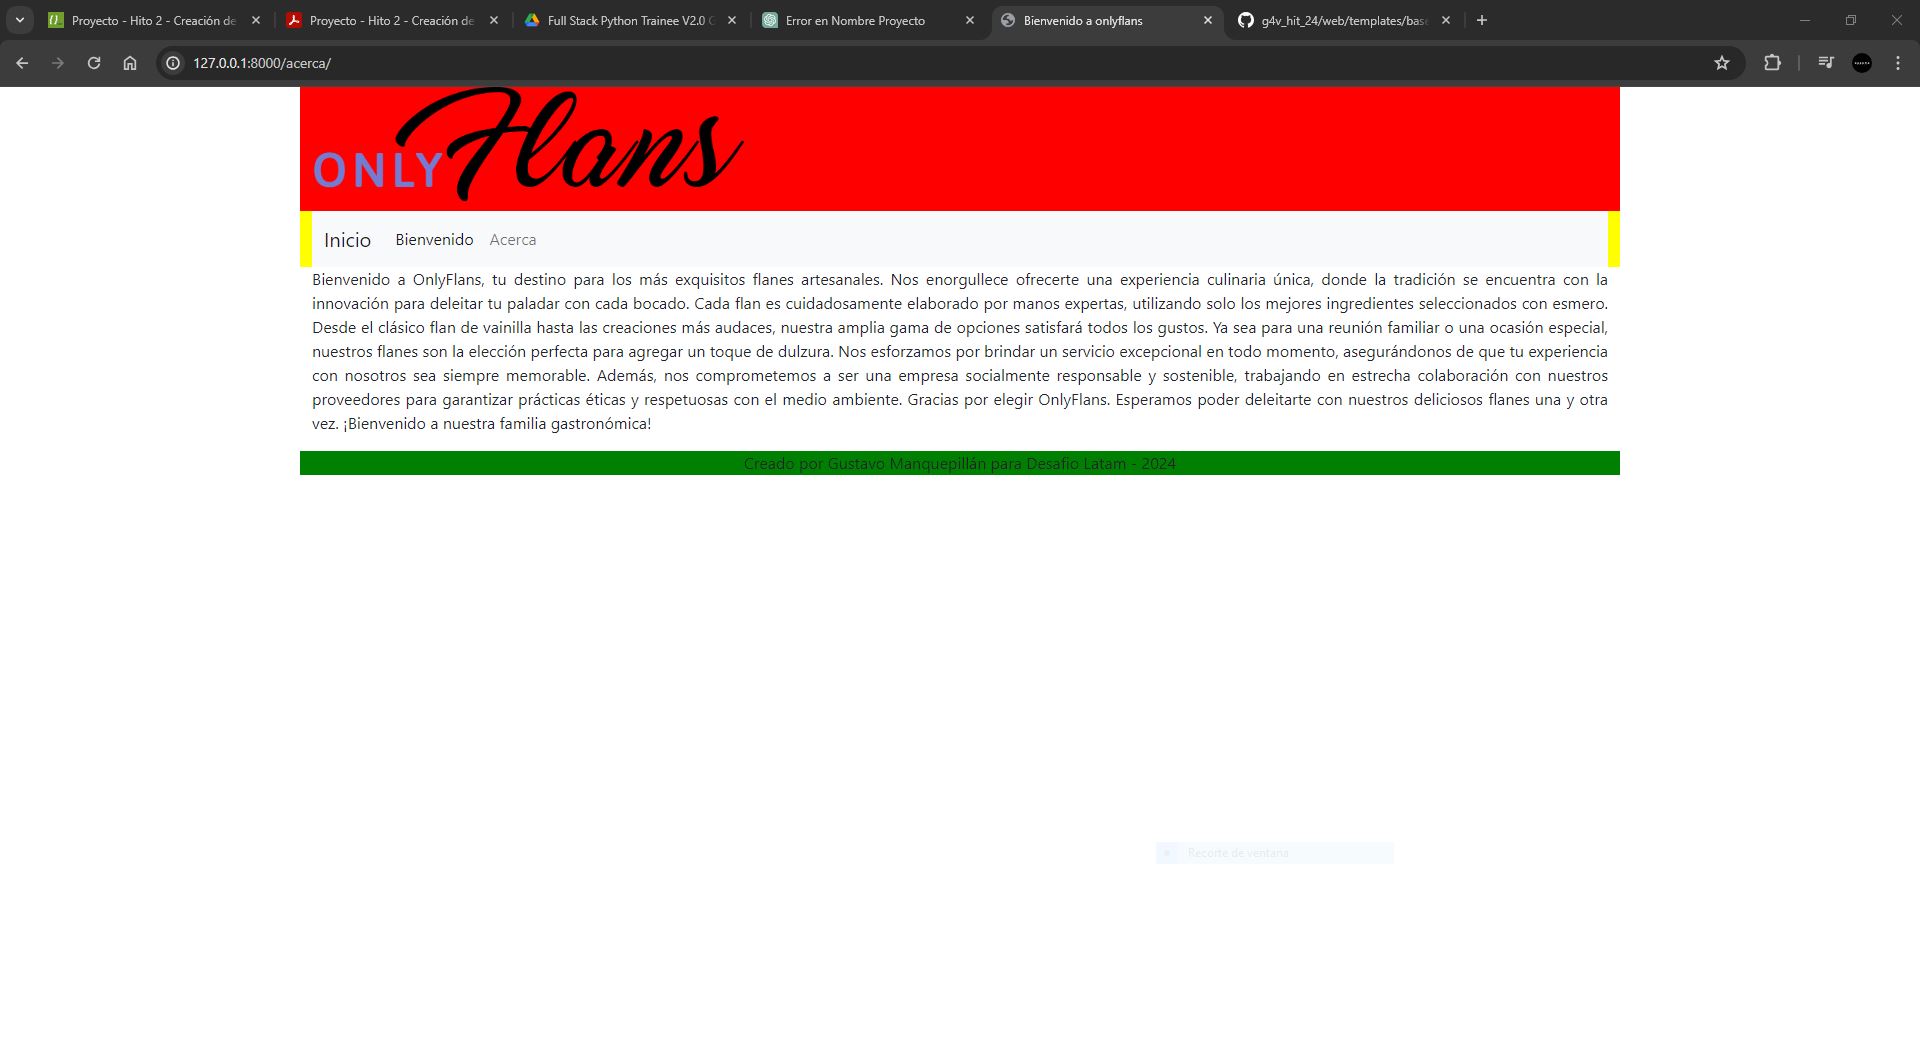 Proyecto - Hito 2 - Creación de
Proyecto - Hito 2 - Creación de
Full Stack Python Trainee V2.0 G
Error en Nombre Proyecto
Bienvenido a onlyflans
g4v_hit_24/web/templates/base
127.0.0.1:8000/acerca/
ONLY Flans
Inicio Bienvenido Acerca
Bienvenido a OnlyFlans, tu destino para los más exquisitos flanes artesanales. Nos enorgullece ofrecerte una experiencia culinaria única, donde la tradición se encuentra con la
innovación para deleitar tu paladar con cada bocado. Cada flan es cuidadosamente elaborado por manos expertas, utilizando solo los mejores ingredientes seleccionados con esmero.
Desde el clásico flan de vainilla hasta las creaciones más audaces, nuestra amplia gama de opciones satisfará todos los gustos. Ya sea para una reunión familiar o una ocasión especial,
nuestros flanes son la elección perfecta para agregar un toque de dulzura. Nos esforzamos por brindar un servicio excepcional en todo momento, asegurándonos de que tu experiencia
con nosotros sea siempre memorable. Además, nos comprometemos a ser una empresa socialmente responsable y sostenible, trabajando en estrecha colaboración con nuestros
proveedores para garantizar prácticas éticas y respetuosas con el medio ambiente. Gracias por elegir OnlyFlans. Esperamos poder deleitarte con nuestros deliciosos flanes una y otra
vez. ¡Bienvenido a nuestra familia gastronómica!
Creado por Gustavo Manquepillán para Desafio Latam - 2024
Recorte de ventana